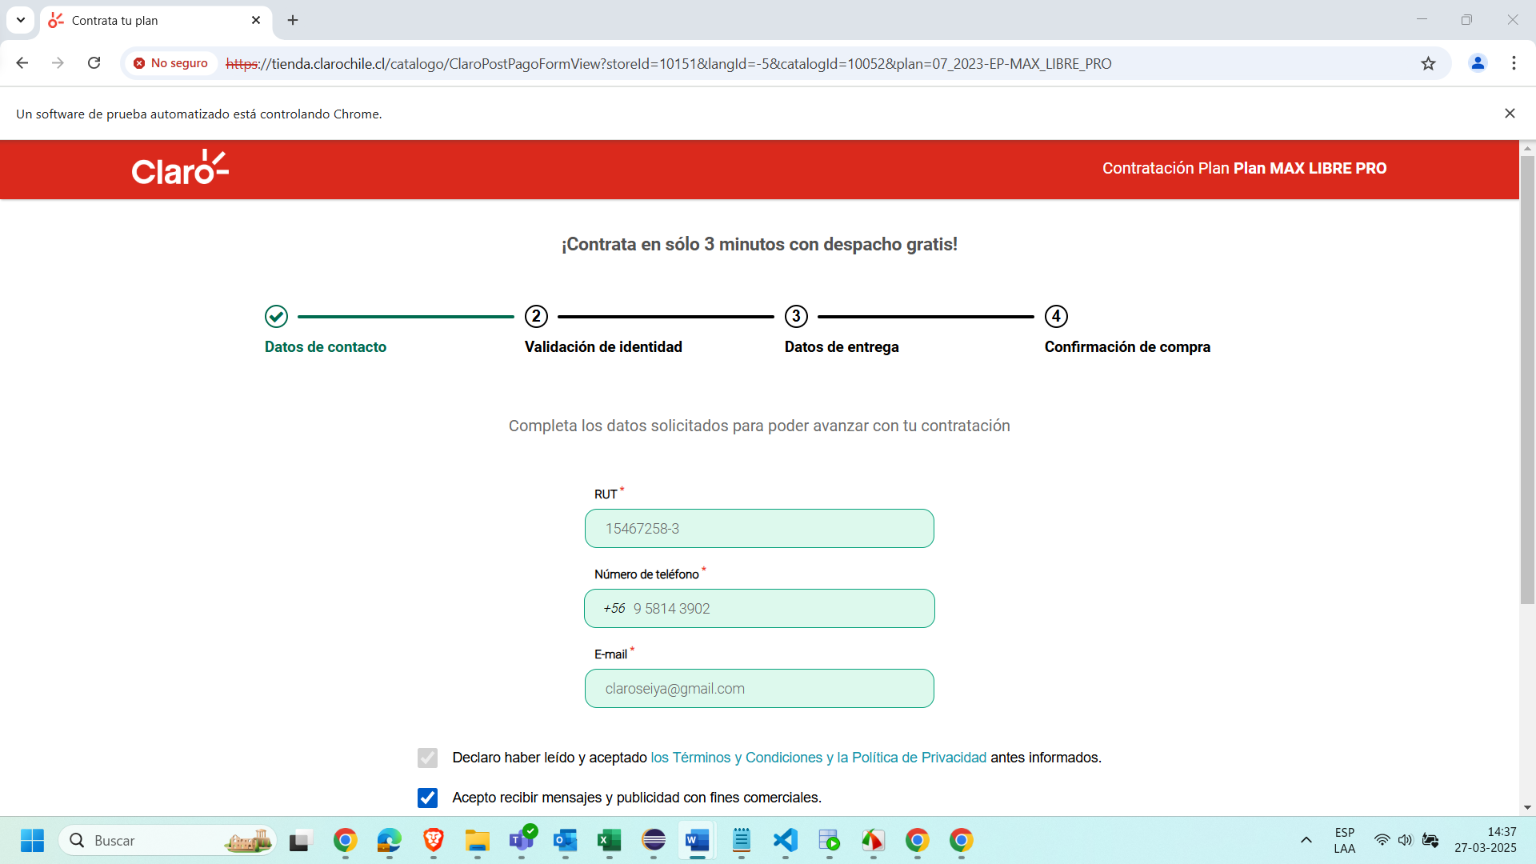 Contrata tu plan
No seguro
https://tienda.clarochile.cl/catalogo/ClaroPostPagoFormView?storeId=10151&langId=-5&catalogId=10052&plan=07_2023-EP-MAX_LIBRE_PRO
Un software de prueba automatizado está controlando Chrome.
Claro
Contratación Plan Plan MAX LIBRE PRO
¡Contrata en sólo 3 minutos con despacho gratis!
2
3
4
Datos de contacto
Validación de identidad
Datos de entrega
Confirmación de compra
Completa los datos solicitados para poder avanzar con tu contratación
RUT *
15467258-3
Número de teléfono *
+56 9 5814 3902
E-mail *
claroseiya@gmail.com
Declaro haber leído y aceptado los Términos y Condiciones y la Política de Privacidad antes informados.
Acepto recibir mensajes y publicidad con fines comerciales.
Buscar
ESP
LAA
14:37
27-03-2025